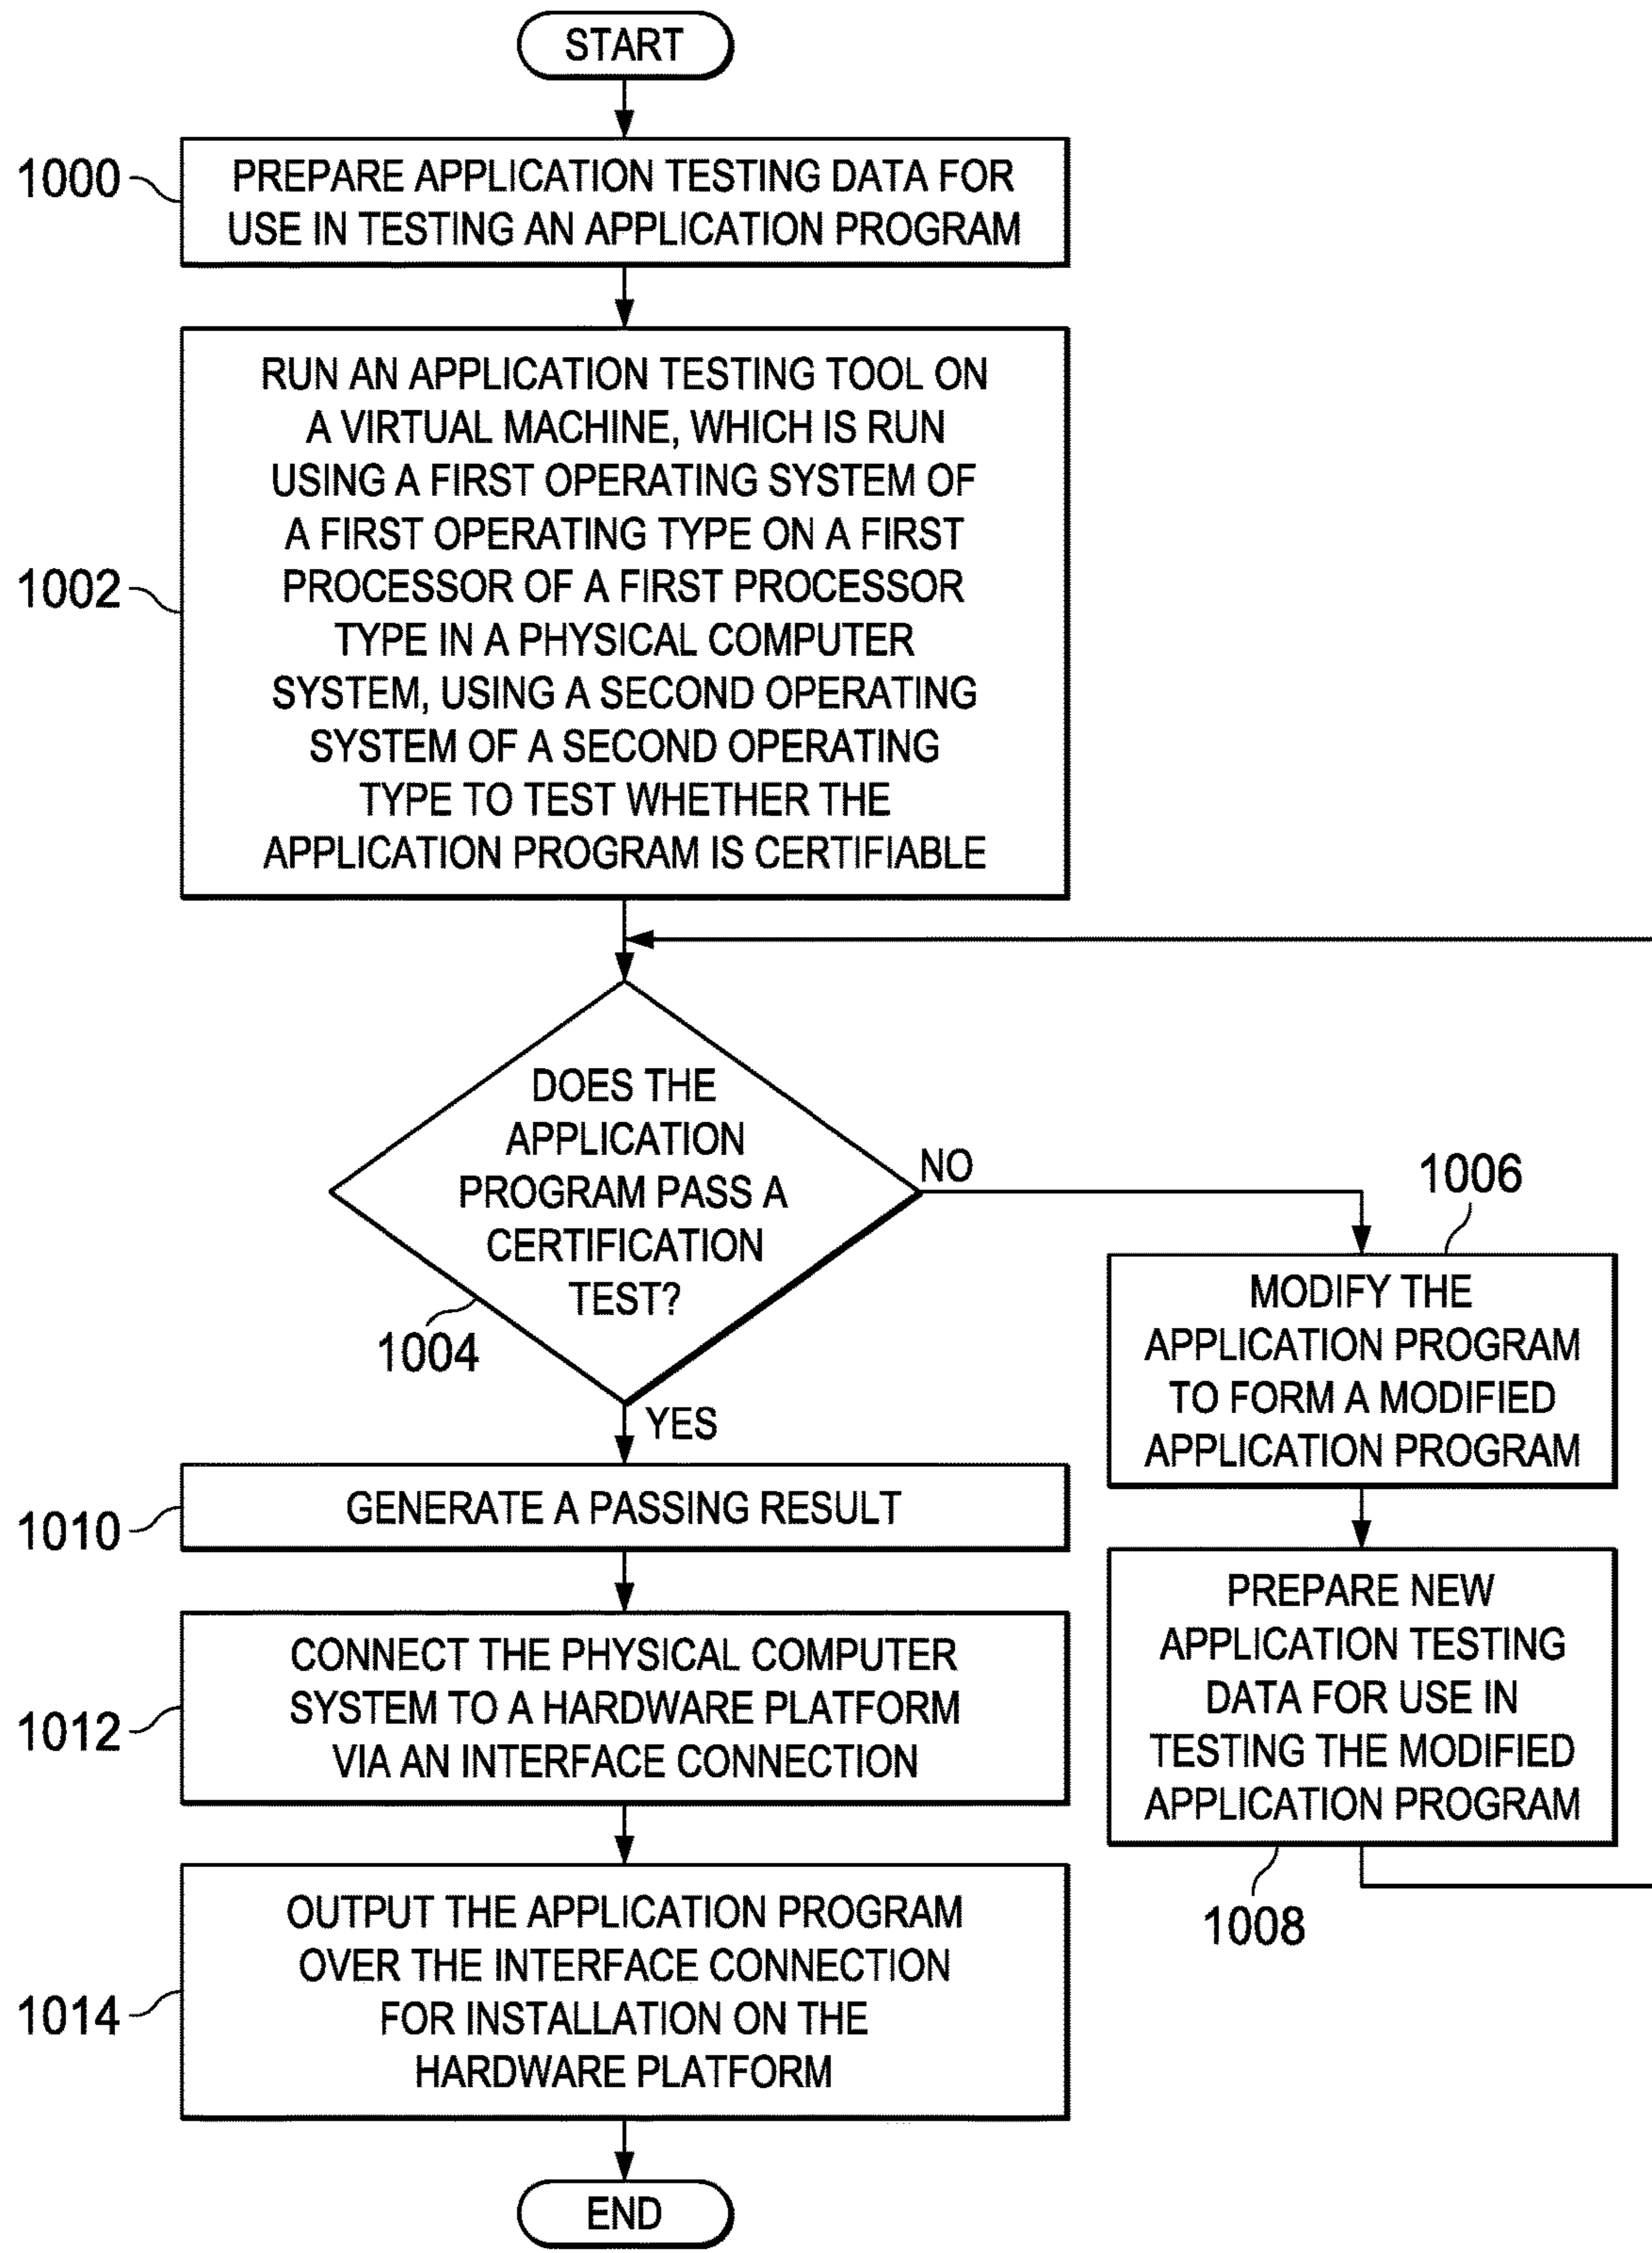 START
1000
PREPARE APPLICATION TESTING DATA FOR
USE IN TESTING AN APPLICATION PROGRAM
1002
RUN AN APPLICATION TESTING TOOL ON
A VIRTUAL MACHINE, WHICH IS RUN
USING A FIRST OPERATING SYSTEM OF
A FIRST OPERATING TYPE ON A FIRST
PROCESSOR OF A FIRST PROCESSOR
TYPE IN A PHYSICAL COMPUTER
SYSTEM, USING A SECOND OPERATING
SYSTEM OF A SECOND OPERATING
TYPE TO TEST WHETHER THE
APPLICATION PROGRAM IS CERTIFIABLE
DOES THE
APPLICATION
PROGRAM PASS A
CERTIFICATION
TEST?
1004
NO
1006
MODIFY THE
APPLICATION PROGRAM
TO FORM A MODIFIED
APPLICATION PROGRAM
PREPARE NEW
APPLICATION TESTING
DATA FOR USE IN
TESTING THE MODIFIED
APPLICATION PROGRAM
1008
YES
1010
GENERATE A PASSING RESULT
1012
CONNECT THE PHYSICAL COMPUTER
SYSTEM TO A HARDWARE PLATFORM
VIA AN INTERFACE CONNECTION
1014
OUTPUT THE APPLICATION PROGRAM
OVER THE INTERFACE CONNECTION
FOR INSTALLATION ON THE
HARDWARE PLATFORM
END